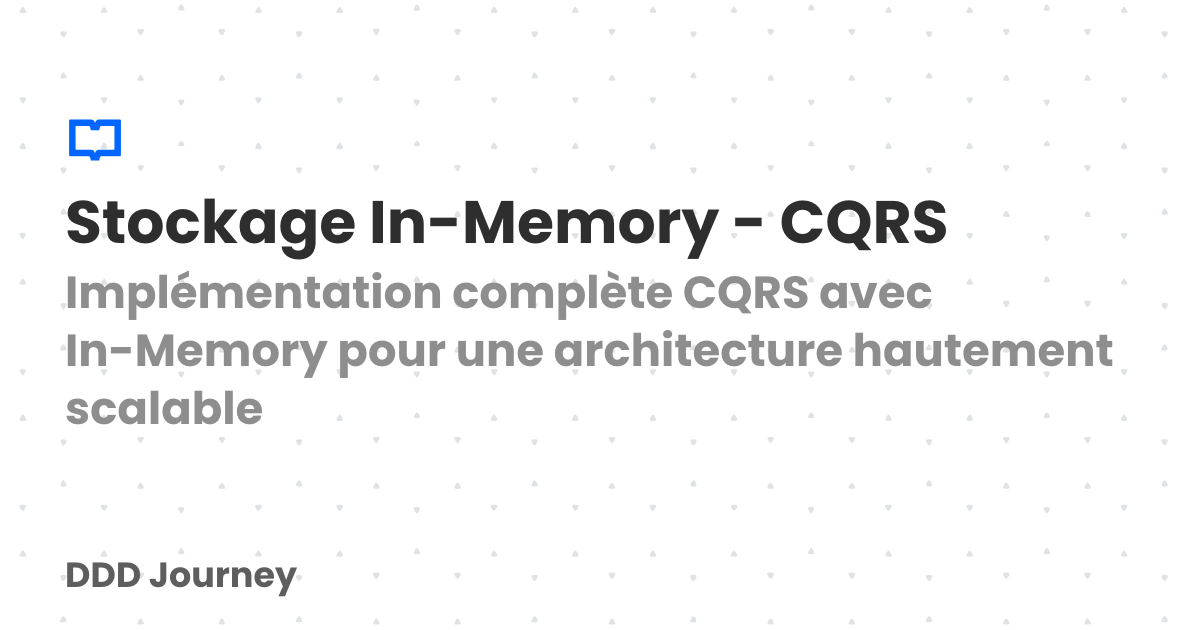 Stockage In-Memory - CQRS
Implémentation complète CQRS avec
In-Memory pour une architecture hautement
scalable
DDD Journey